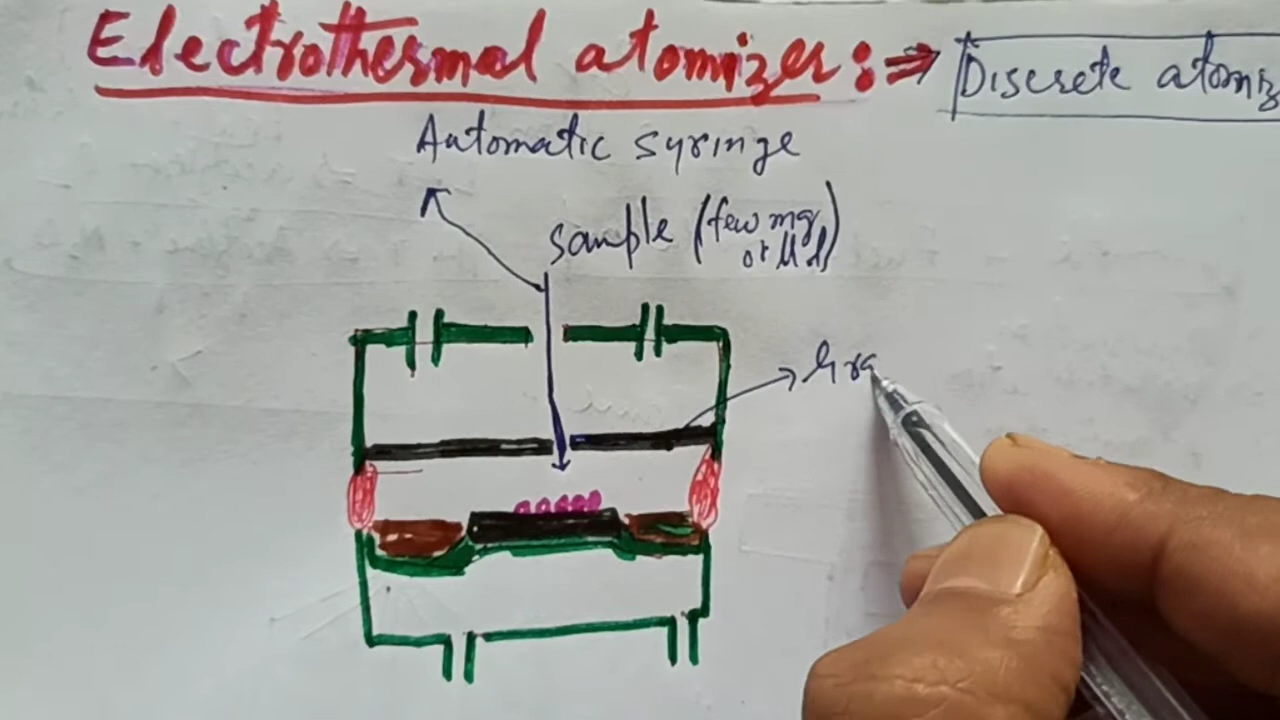 Electrothermal atomizer :⇒ Discrete atomiz
Automatic syringe
sample (few mg
or μl)
Gra